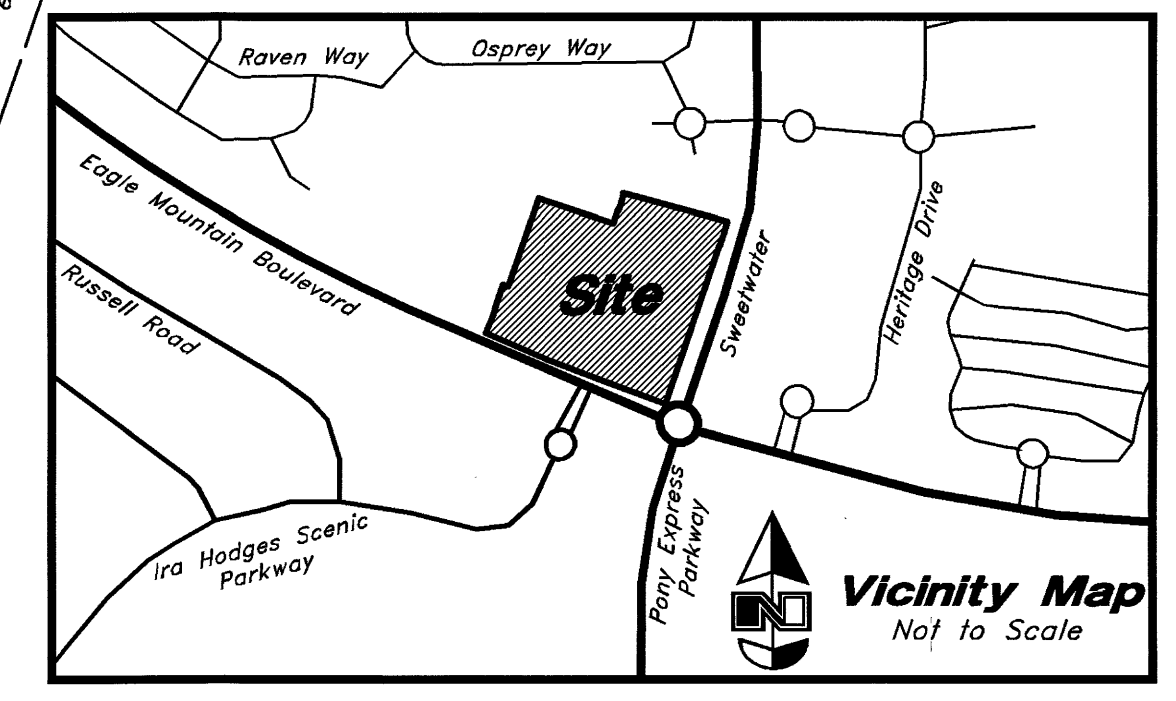 Raven Way
Osprey Way
Eagle Mountain Boulevard
Russell Road
Site
Sweetwater
Heritage Drive
Ira Hodges Scenic
Parkway
Pony Express
Parkway
N
Vicinity Map
Not to Scale